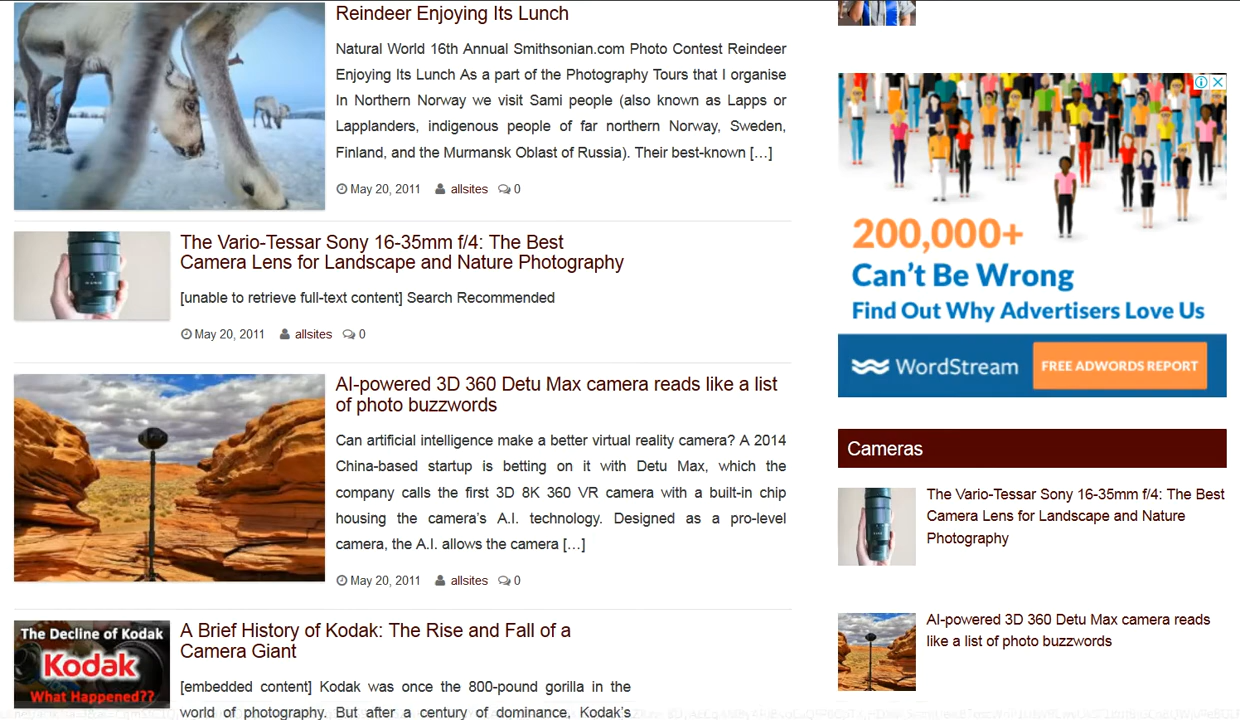 Reindeer Enjoying Its Lunch
Natural World 16th Annual Smithsonian.com Photo Contest Reindeer
Enjoying Its Lunch As a part of the Photography Tours that I organise
In Northern Norway we visit Sami people (also known as Lapps or
Lapplanders, indigenous people of far northern Norway, Sweden,
Finland, and the Murmansk Oblast of Russia). Their best-known […]
May 20, 2011 allsites 0
The Vario-Tessar Sony 16-35mm f/4: The Best
Camera Lens for Landscape and Nature Photography
[unable to retrieve full-text content] Search Recommended
May 20, 2011 allsites 0
AI-powered 3D 360 Detu Max camera reads like a list
of photo buzzwords
Can artificial intelligence make a better virtual reality camera? A 2014
China-based startup is betting on it with Detu Max, which the
company calls the first 3D 8K 360 VR camera with a built-in chip
housing the camera's A.I. technology. Designed as a pro-level
camera, the A.I. allows the camera […]
May 20, 2011 allsites 0
The Decline of Kodak
Kodak
What Happened??
A Brief History of Kodak: The Rise and Fall of a
Camera Giant
[embedded content] Kodak was once the 800-pound gorilla in the
world of photography. But after a century of dominance, Kodak's
200,000+
Can't Be Wrong
Find Out Why Advertisers Love Us
WordStream
FREE ADWORDS REPORT
Cameras
The Vario-Tessar Sony 16-35mm f/4: The Best
Camera Lens for Landscape and Nature
Photography
AI-powered 3D 360 Detu Max camera reads
like a list of photo buzzwords